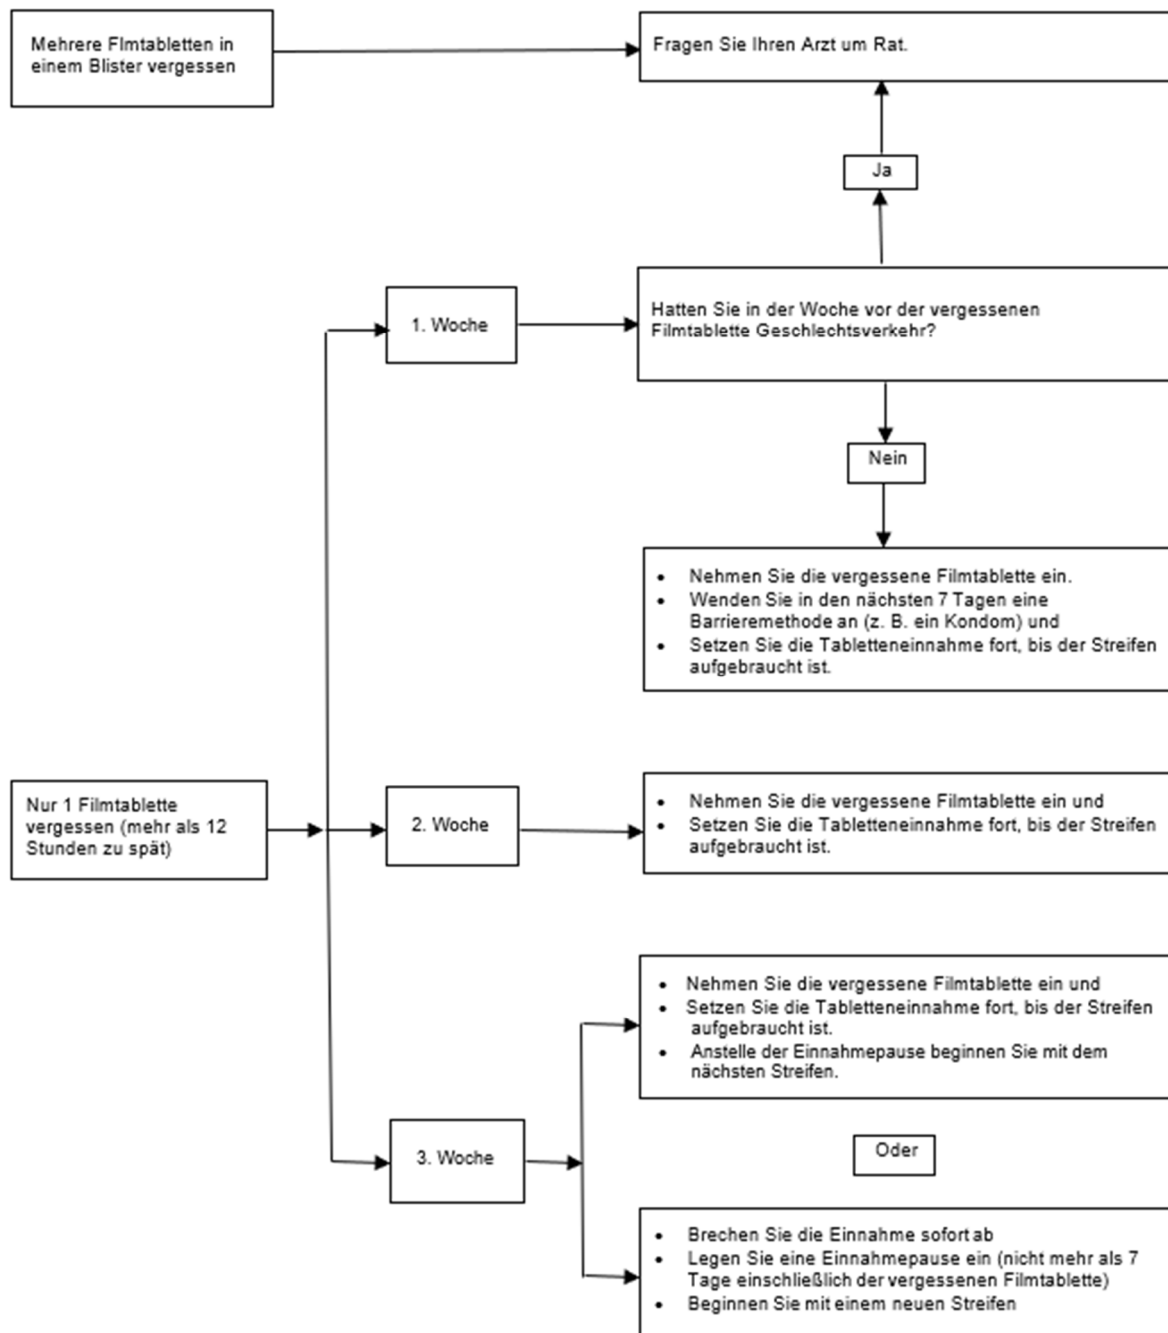 Mehrere Flmtabletten in
einem Blister vergessen
Fragen Sie Ihren Arzt um Rat.
Ja
1. Woche
Hatten Sie in der Woche vor der vergessenen
Filmtablette Geschlechtsverkehr?
Nein
• Nehmen Sie die vergessene Filmtablette ein.
• Wenden Sie in den nächsten 7 Tagen eine
Barrieremethode an (z. B. ein Kondom) und
• Setzen Sie die Tabletteneinnahme fort, bis der Streifen
aufgebraucht ist.
Nur 1 Filmtablette
vergessen (mehr als 12
Stunden zu spät)
2. Woche
• Nehmen Sie die vergessene Filmtablette ein und
• Setzen Sie die Tabletteneinnahme fort, bis der Streifen
aufgebraucht ist.
3. Woche
• Nehmen Sie die vergessene Filmtablette ein und
• Setzen Sie die Tabletteneinnahme fort, bis der Streifen
aufgebraucht ist.
• Anstelle der Einnahmepause beginnen Sie mit dem
nächsten Streifen.
Oder
• Brechen Sie die Einnahme sofort ab
• Legen Sie eine Einnahmepause ein (nicht mehr als 7
Tage einschließlich der vergessenen Filmtablette)
• Beginnen Sie mit einem neuen Streifen